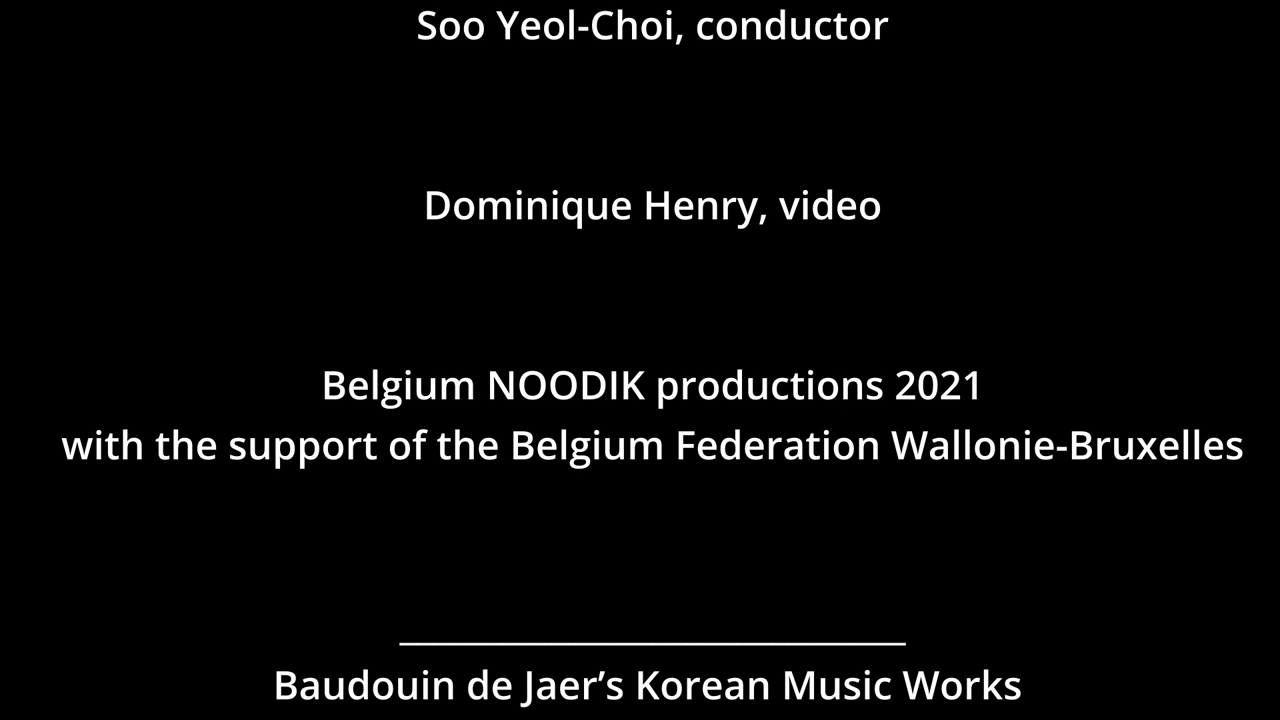 Soo Yeol-Choi, conductor
Dominique Henry, video
Belgium NOODIK productions 2021
with the support of the Belgium Federation Wallonie-Bruxelles
Baudouin de Jaer’s Korean Music Works